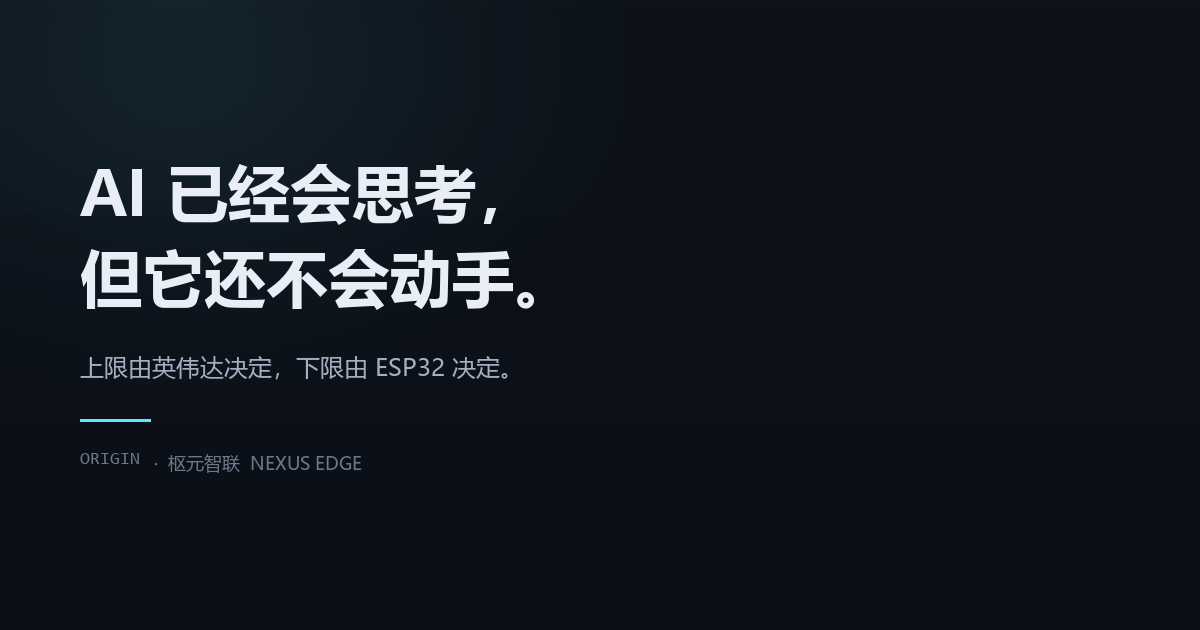 AI 已经会思考，
但它还不会动手。
上限由英伟达决定，下限由 ESP32 决定。
ORIGIN · 枢元智联 NEXUS EDGE